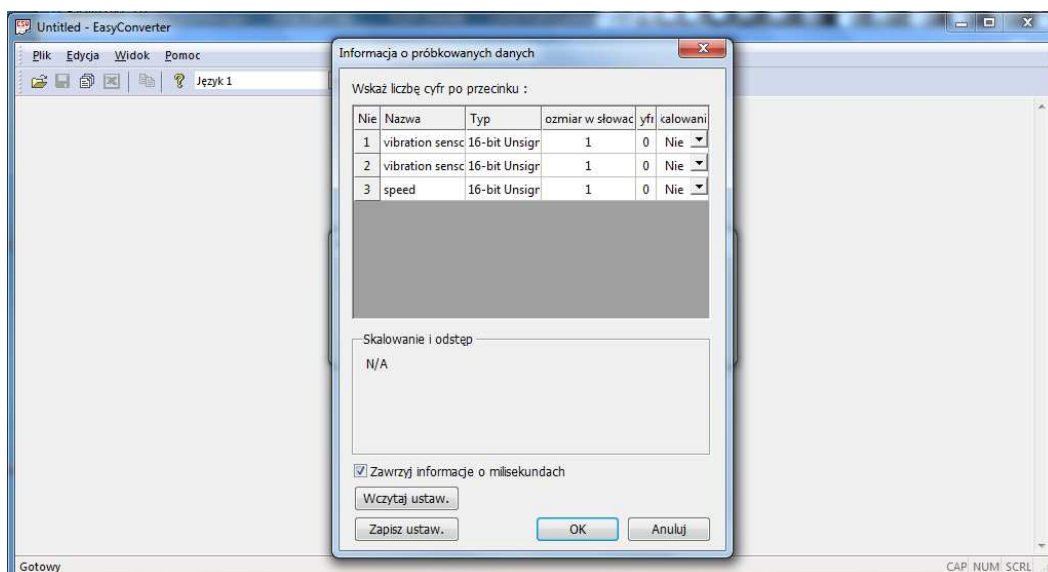 Untitled - EasyConverter
Plik Edycja Widok Pomoc
Język 1
Informacja o próbkowanych danych
Wskaż liczbę cyfr po przecinku :
Nie Nazwa Typ ozmiar w słowac yfr kalowani
1 vibration sensc 16-bit Unsigr 1 0 Nie
2 vibration sensc 16-bit Unsigr 1 0 Nie
3 speed 16-bit Unsigr 1 0 Nie
Skalowanie i odstęp
N/A
Zawrzyj informacje o milisekundach
Wczytaj ustaw.
Zapisz ustaw. OK Anuluj
Gotowy CAP NUM SCRL